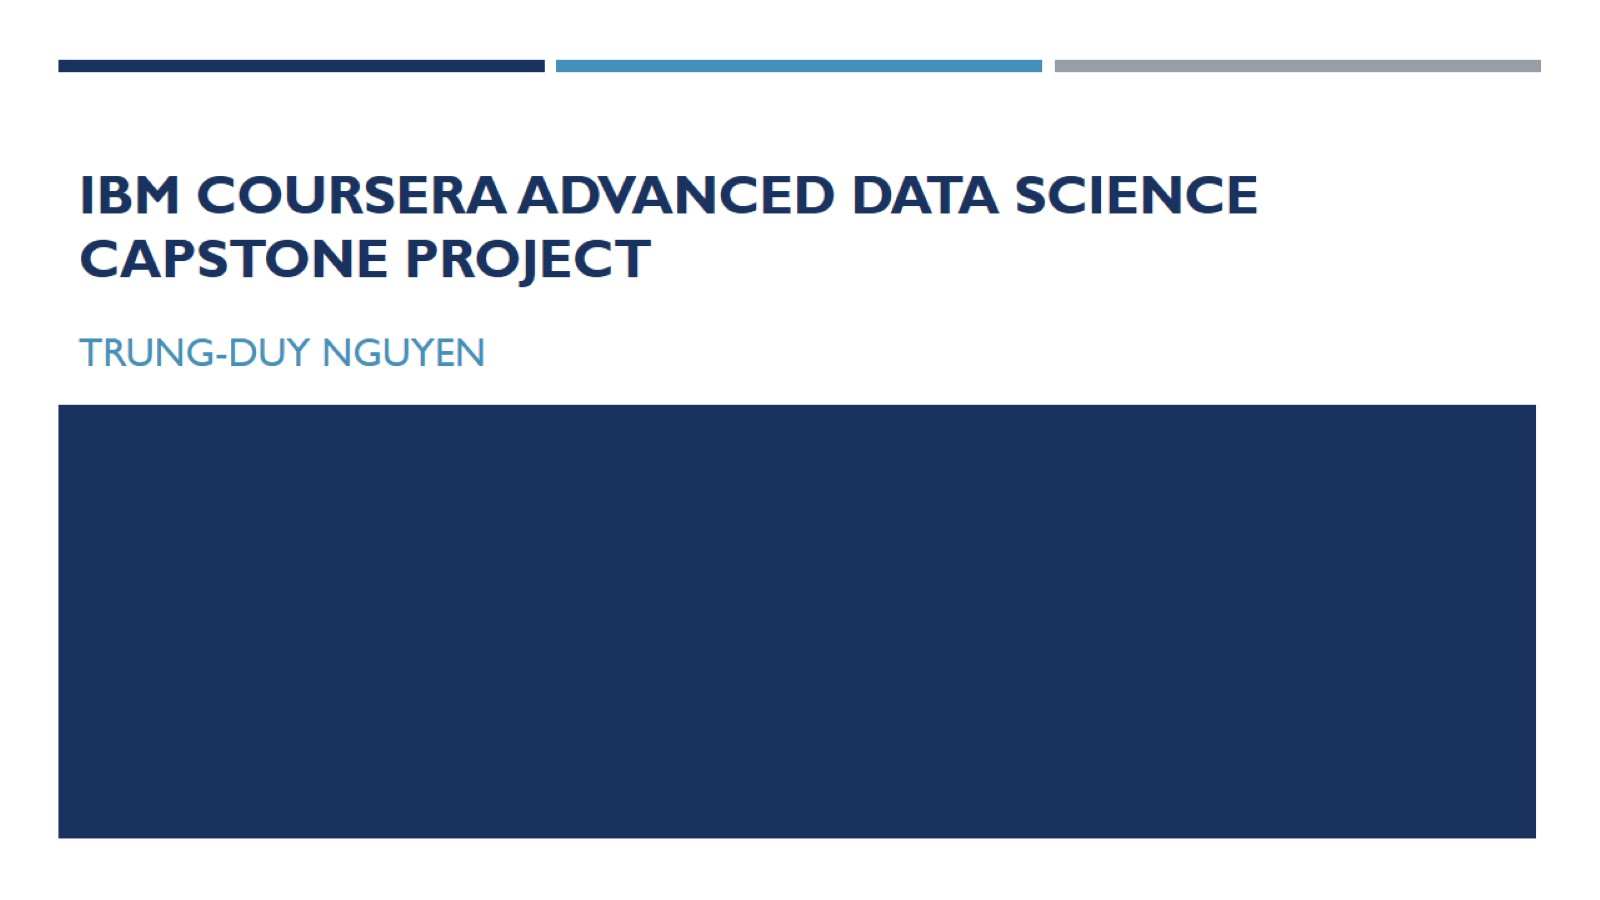 IBM COURSERA ADVANCED DATA SCIENCE
CAPSTONE PROJECT
TRUNG-DUY NGUYEN